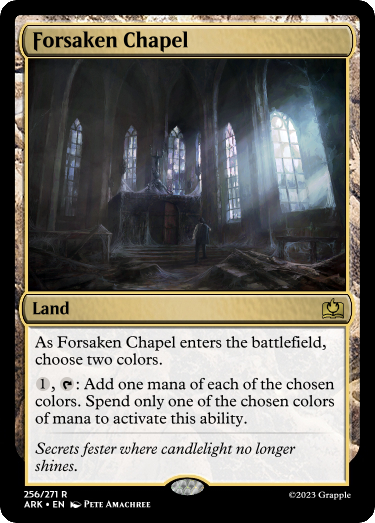 Forsaken Chapel
Land
As Forsaken Chapel enters the battlefield,
choose two colors.
1, T: Add one mana of each of the chosen
colors. Spend only one of the chosen colors
of mana to activate this ability.
Secrets fester where candlelight no longer
shines.
256/271 R
ARK • EN Pete Amachree
©2023 Grapple